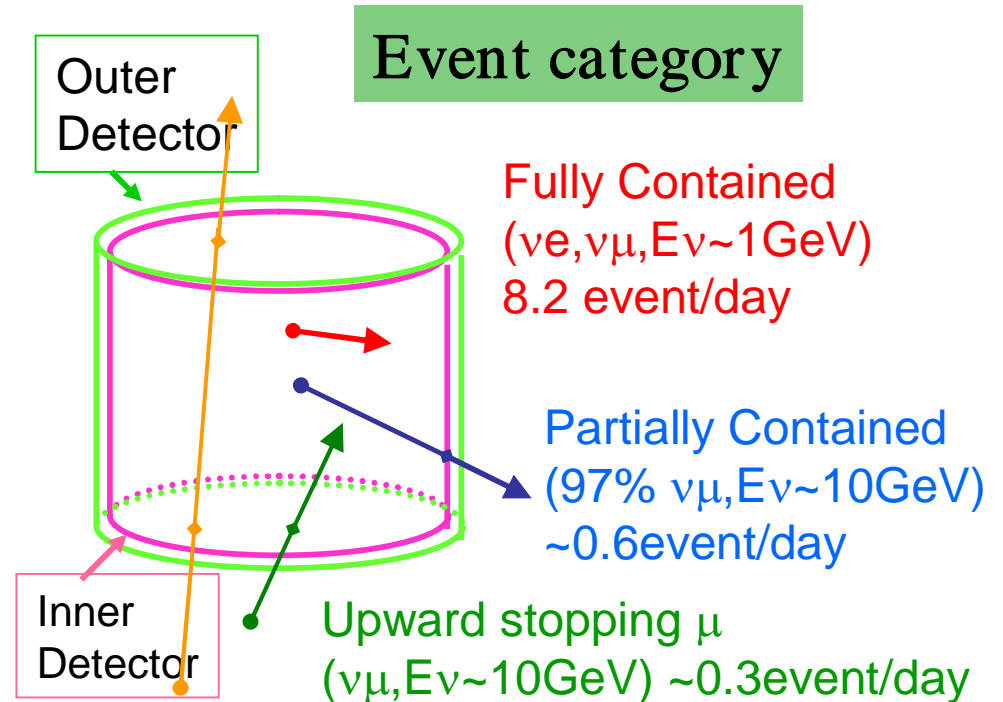 Event category
Outer
Detector
Fully Contained
(νe,νμ,Eν~1GeV)
8.2 event/day
Partially Contained
(97% νμ,Eν~10GeV)
~0.6event/day
Inner
Detector
Upward stopping μ
(νμ,Eν~10GeV) ~0.3event/day